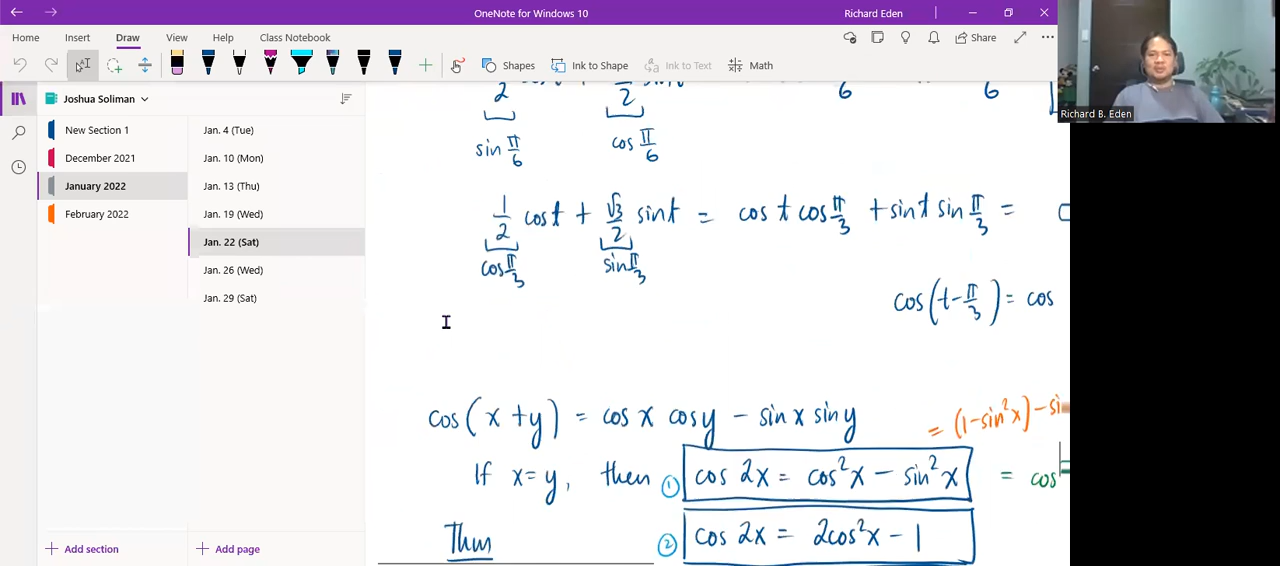 OneNote for Windows 10
Richard Eden
Home Insert Draw View Help Class Notebook
Share
Shapes Ink to Shape Ink to Text Math
Richard B. Eden
Joshua Soliman
New Section 1
December 2021
January 2022
February 2022
Jan. 4 (Tue)
Jan. 10 (Mon)
Jan. 13 (Thu)
Jan. 19 (Wed)
Jan. 22 (Sat)
Jan. 26 (Wed)
Jan. 29 (Sat)
Add section
Add page
2 2 6 6
sin π/6 cos π/6
1/2 cos t + √3/2 sin t = cos t cos π/3 + sin t sin π/3 =
cos π/3 sin π/3
cos(t - π/3) = cos
cos(x + y) = cos x cos y - sin x sin y
= (1 - sin²x) -
If x = y, then ① cos 2x = cos²x - sin²x = cos
Thm ② cos 2x = 2cos²x - 1